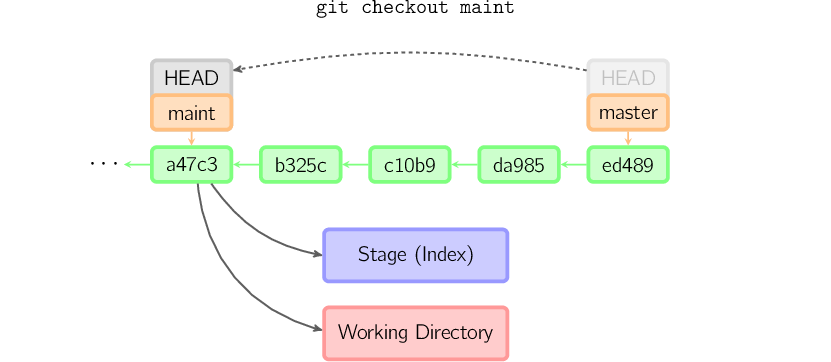 git checkout maint
HEAD
HEAD
maint
master
... a47c3 b325c c10b9 da985 ed489
Stage (Index)
Working Directory